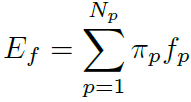 $E_f = \sum_{p=1}^{N_p} \pi_p f_p$